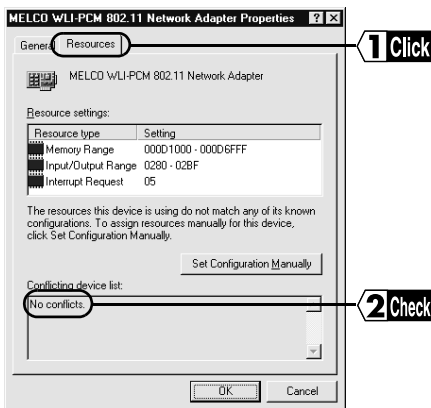 MELCO WLI-PCM 802.11 Network Adapter Properties
General Resources
1 Click
MELCO WLI-PCM 802.11 Network Adapter
Resource settings:
Resource type Setting
Memory Range 000D1000 - 000D6FFF
Input/Output Range 0280 - 02BF
Interrupt Request 05
The resources this device is using do not match any of its known
configurations. To assign resources manually for this device,
click Set Configuration Manually.
Set Configuration Manually
Conflicting device list:
No conflicts.
2 Check
OK Cancel